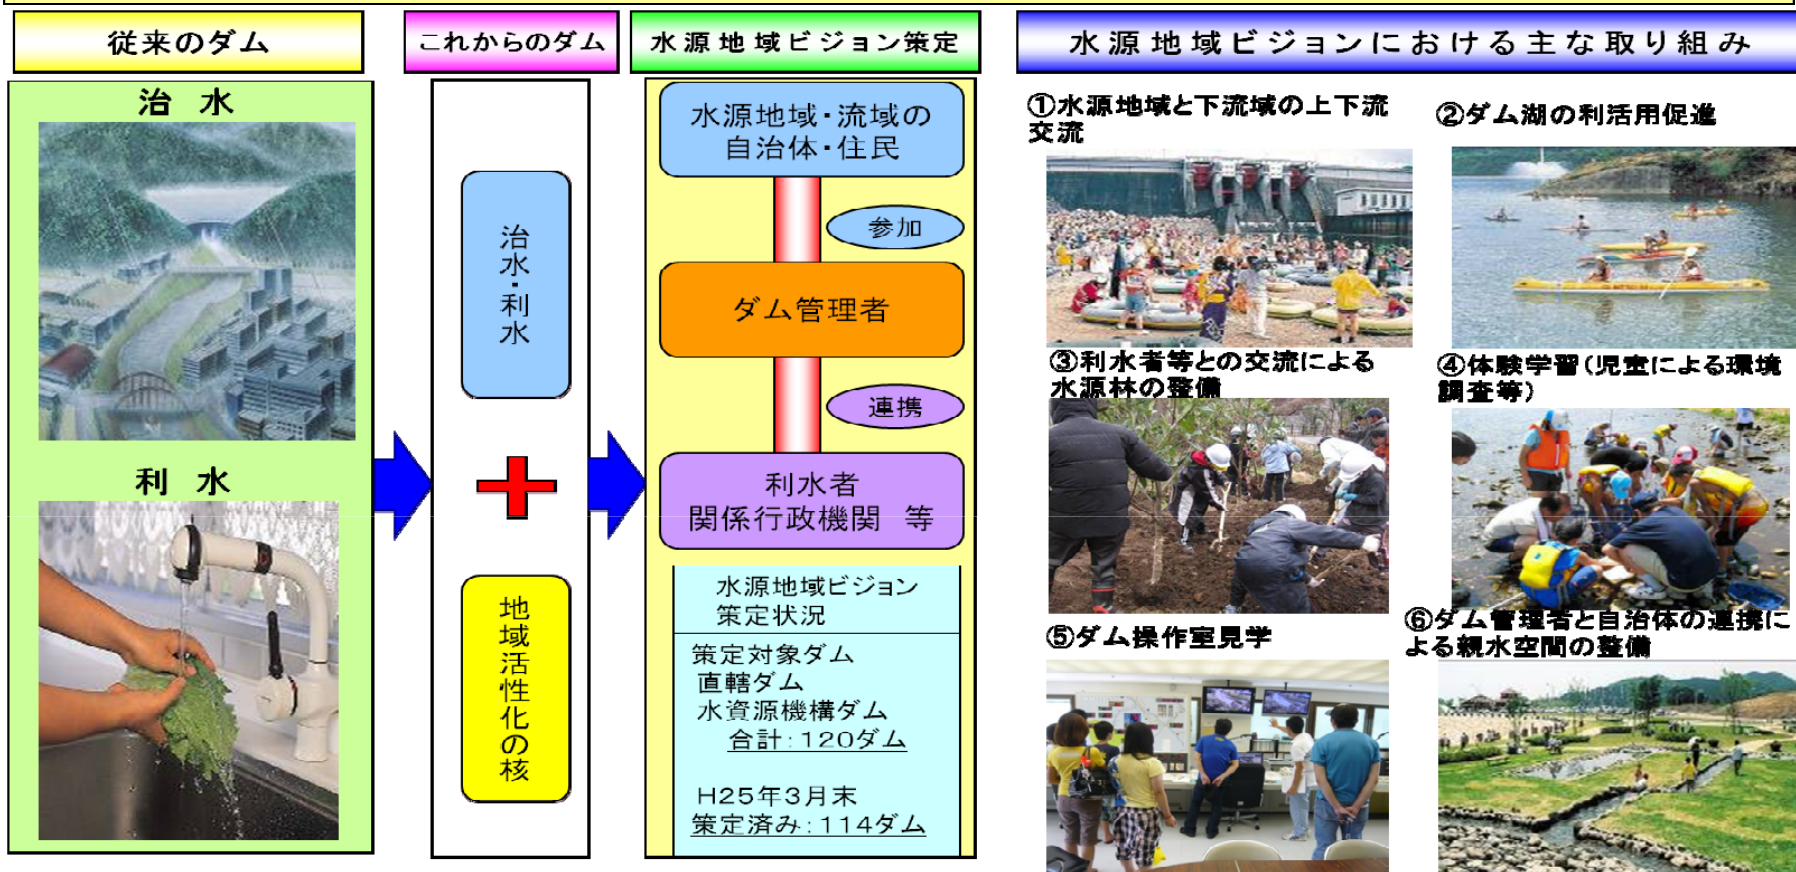 従来のダム
治 水
利 水
これからのダム
治水・利水
地域活性化の核
水源地域ビジョン策定
水源地域・流域の
自治体・住民
参加
ダム管理者
連携
利水者
関係行政機関 等
水源地域ビジョン
策定状況
策定対象ダム
直轄ダム
水資源機構ダム
合計:120ダム
H25年3月末
策定済み:114ダム
水源地域ビジョンにおける主な取り組み
①水源地域と下流域の上下流
交流
②ダム湖の利活用促進
③利水者等との交流による
水源林の整備
④体験学習(児童による環境
調査等)
⑤ダム操作室見学
⑥ダム管理者と自治体の連携に
よる親水空間の整備